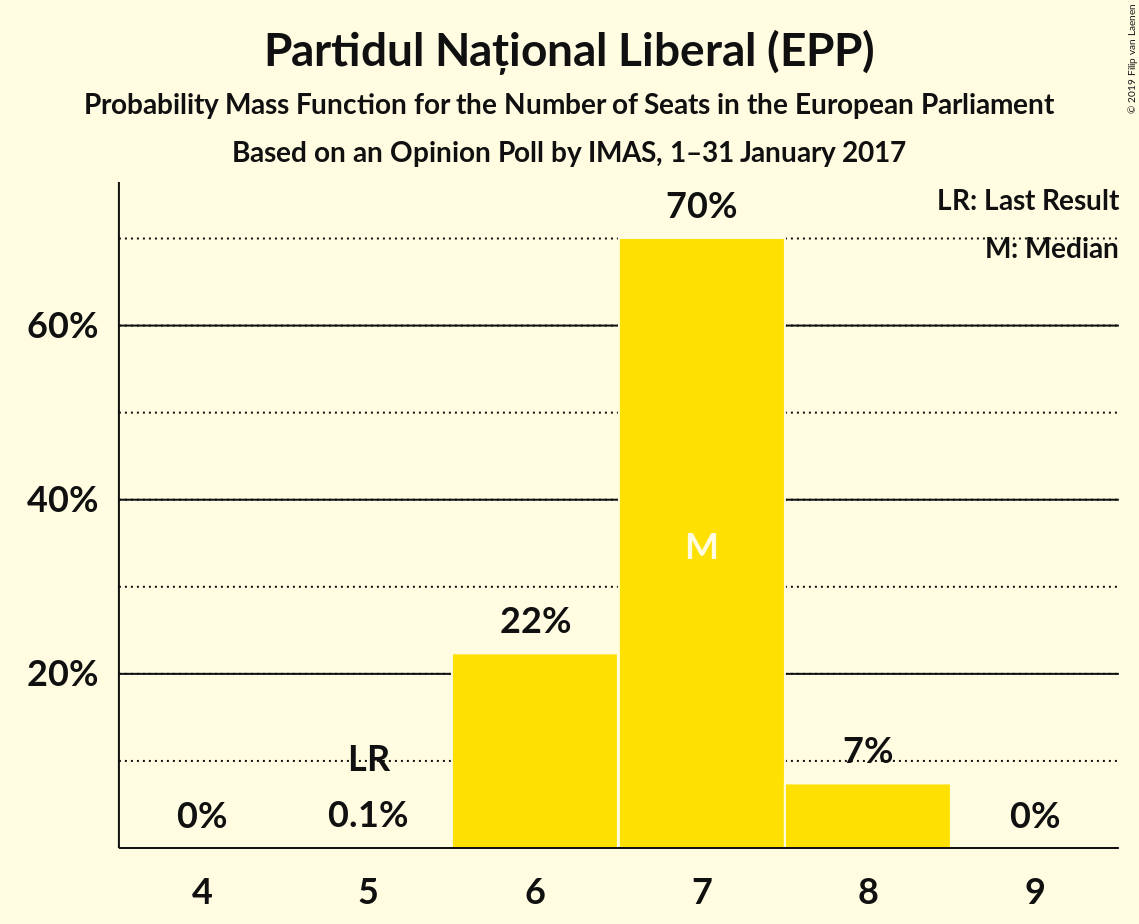 Partidul Național Liberal (EPP)
Probability Mass Function for the Number of Seats in the European Parliament
Based on an Opinion Poll by IMAS, 1–31 January 2017
© 2019 Filip van Laenen
LR: Last Result
M: Median
70%
60%
40%
20%
M
22%
LR
7%
0%
0.1%
0%
4
5
6
7
8
9